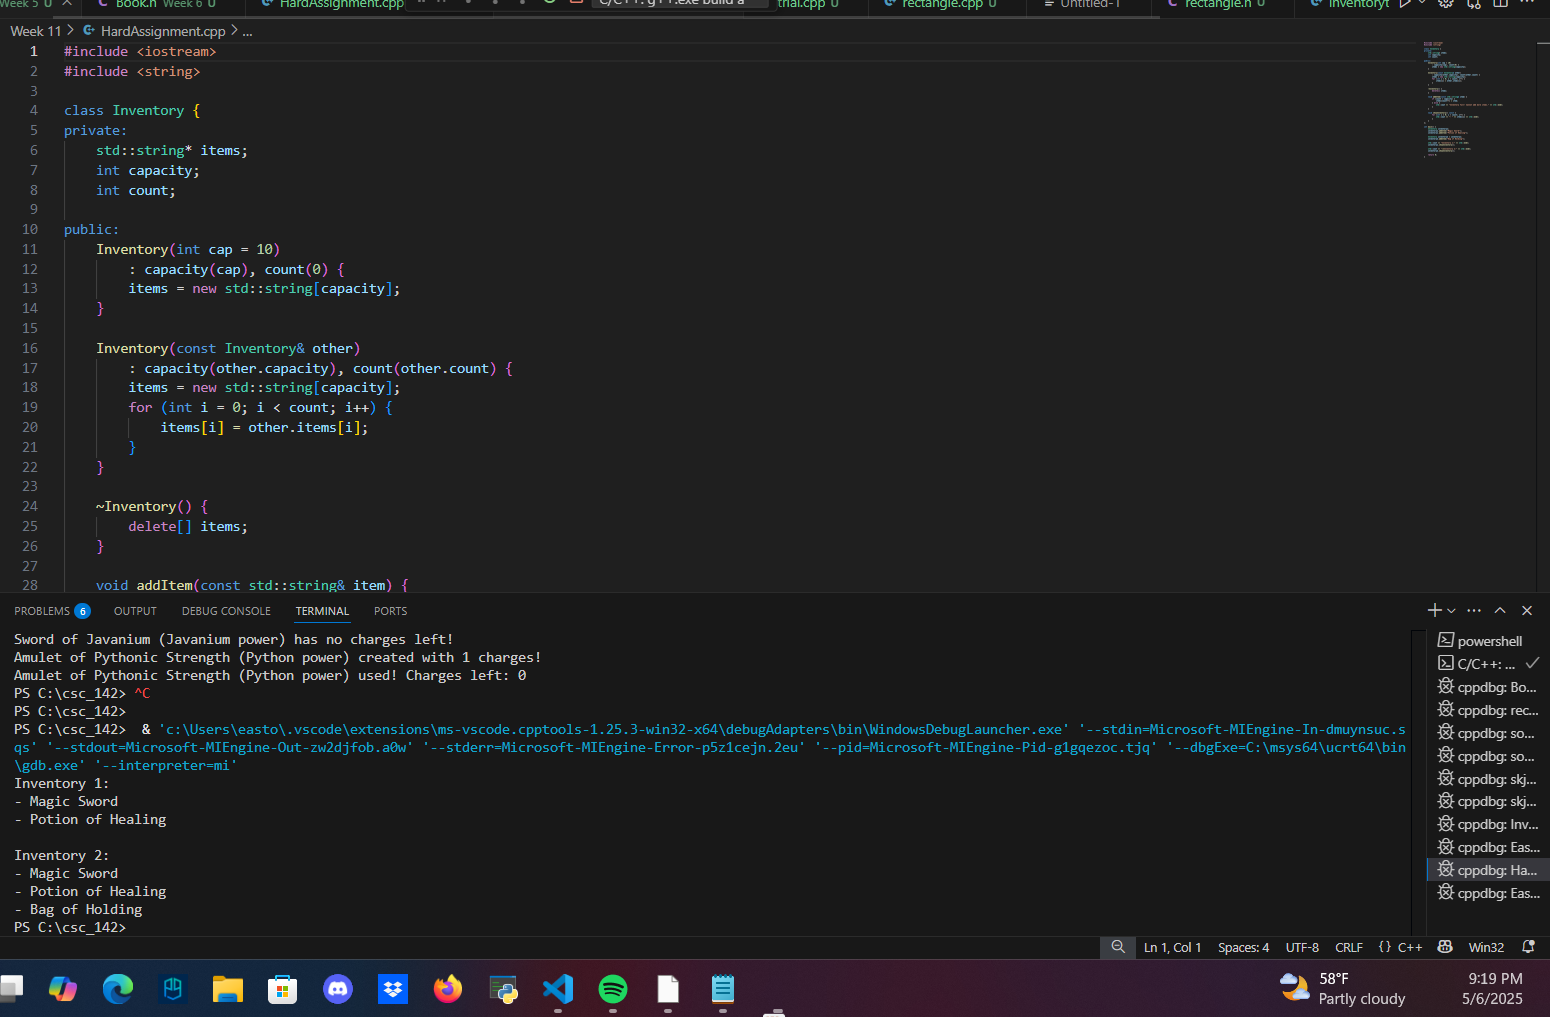 Week 5 U
Book.h Week 6 U
HardAssignment.cpp
C/C++: g++.exe build a
trial.cpp U
rectangle.cpp U
Untitled-1
rectangle.h U
inventoryt
Week 11 > HardAssignment.cpp > ...
1 #include <iostream>
2 #include <string>
3
4 class Inventory {
5 private:
6 std::string* items;
7 int capacity;
8 int count;
9
10 public:
11 Inventory(int cap = 10)
12 : capacity(cap), count(0) {
13 items = new std::string[capacity];
14 }
15
16 Inventory(const Inventory& other)
17 : capacity(other.capacity), count(other.count) {
18 items = new std::string[capacity];
19 for (int i = 0; i < count; i++) {
20 items[i] = other.items[i];
21 }
22 }
23
24 ~Inventory() {
25 delete[] items;
26 }
27
28 void addItem(const std::string& item) {
PROBLEMS 6 OUTPUT DEBUG CONSOLE TERMINAL PORTS
Sword of Javanium (Javanium power) has no charges left!
Amulet of Pythonic Strength (Python power) created with 1 charges!
Amulet of Pythonic Strength (Python power) used! Charges left: 0
PS C:\csc_142> ^C
PS C:\csc_142>
PS C:\csc_142> & 'c:\Users\easto\.vscode\extensions\ms-vscode.cpptools-1.25.3-win32-x64\debugAdapters\bin\WindowsDebugLauncher.exe' '--stdin=Microsoft-MIEngine-In-dmuynsuc.s
qs' '--stdout=Microsoft-MIEngine-Out-zw2djfob.a0w' '--stderr=Microsoft-MIEngine-Error-p5z1cejn.2eu' '--pid=Microsoft-MIEngine-Pid-g1gqezoc.tjq' '--dbgExe=C:\msys64\ucrt64\bin
\gdb.exe' '--interpreter=mi'
Inventory 1:
- Magic Sword
- Potion of Healing
Inventory 2:
- Magic Sword
- Potion of Healing
- Bag of Holding
PS C:\csc_142>
powershell
C/C++: ...
cppdbg: Bo...
cppdbg: rec...
cppdbg: so...
cppdbg: so...
cppdbg: skj...
cppdbg: skj...
cppdbg: Inv...
cppdbg: Eas...
cppdbg: Ha...
cppdbg: Eas...
Ln 1, Col 1 Spaces: 4 UTF-8 CRLF {} C++ Win32
58°F
Partly cloudy
9:19 PM
5/6/2025